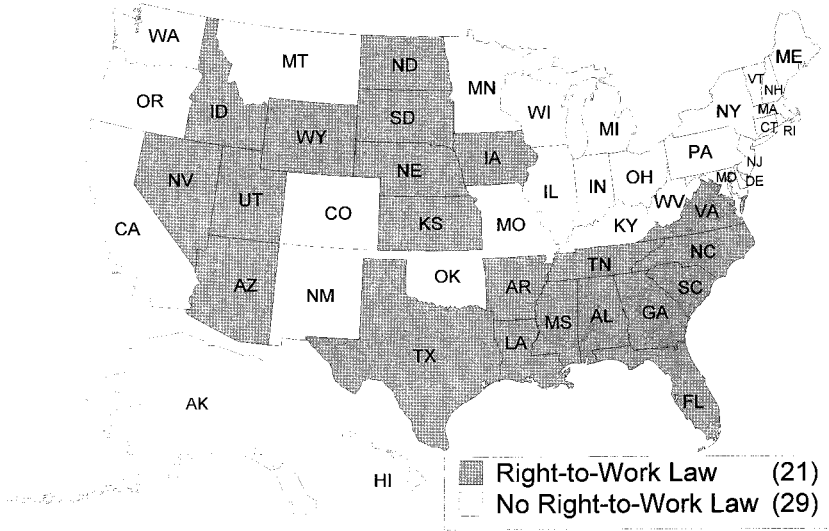 WA
MT
ND
MN
ME
VT
NH
OR
ID
SD
WI
MI
NY
MA
CT RI
WY
IA
PA
NJ
NV
NE
OH
MD
DE
UT
IL
IN
WV
VA
CA
CO
KS
MO
KY
NC
TN
AZ
NM
OK
AR
SC
MS
AL
GA
TX
LA
AK
FL
HI
Right-to-Work Law (21)
No Right-to-Work Law (29)